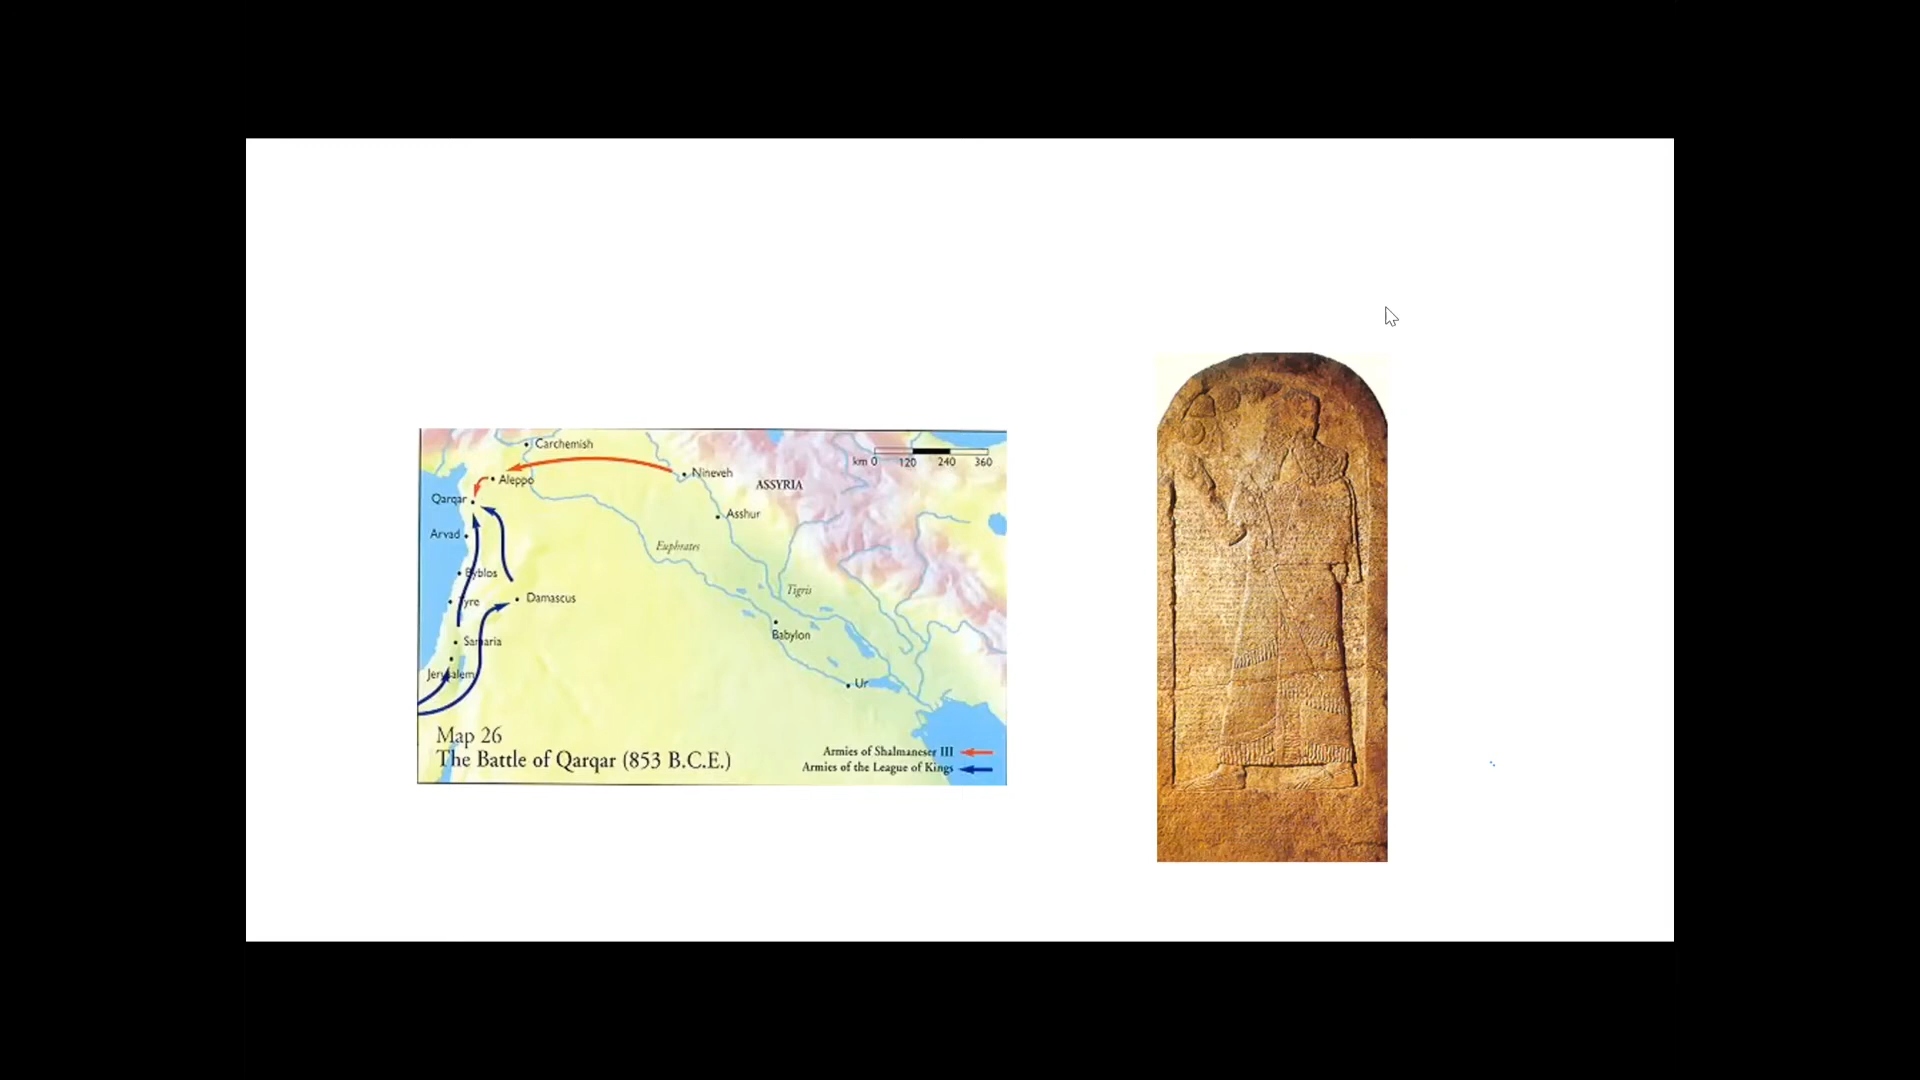 Carchemish
km 0 120 240 360
Nineveh
Aleppo
ASSYRIA
Qarqar
Asshur
Arvad
Euphrates
Byblos
Tigris
Tyre
Damascus
Babylon
Samaria
Jerusalem
Ur
Map 26
The Battle of Qarqar (853 B.C.E.)
Armies of Shalmaneser III
Armies of the League of Kings